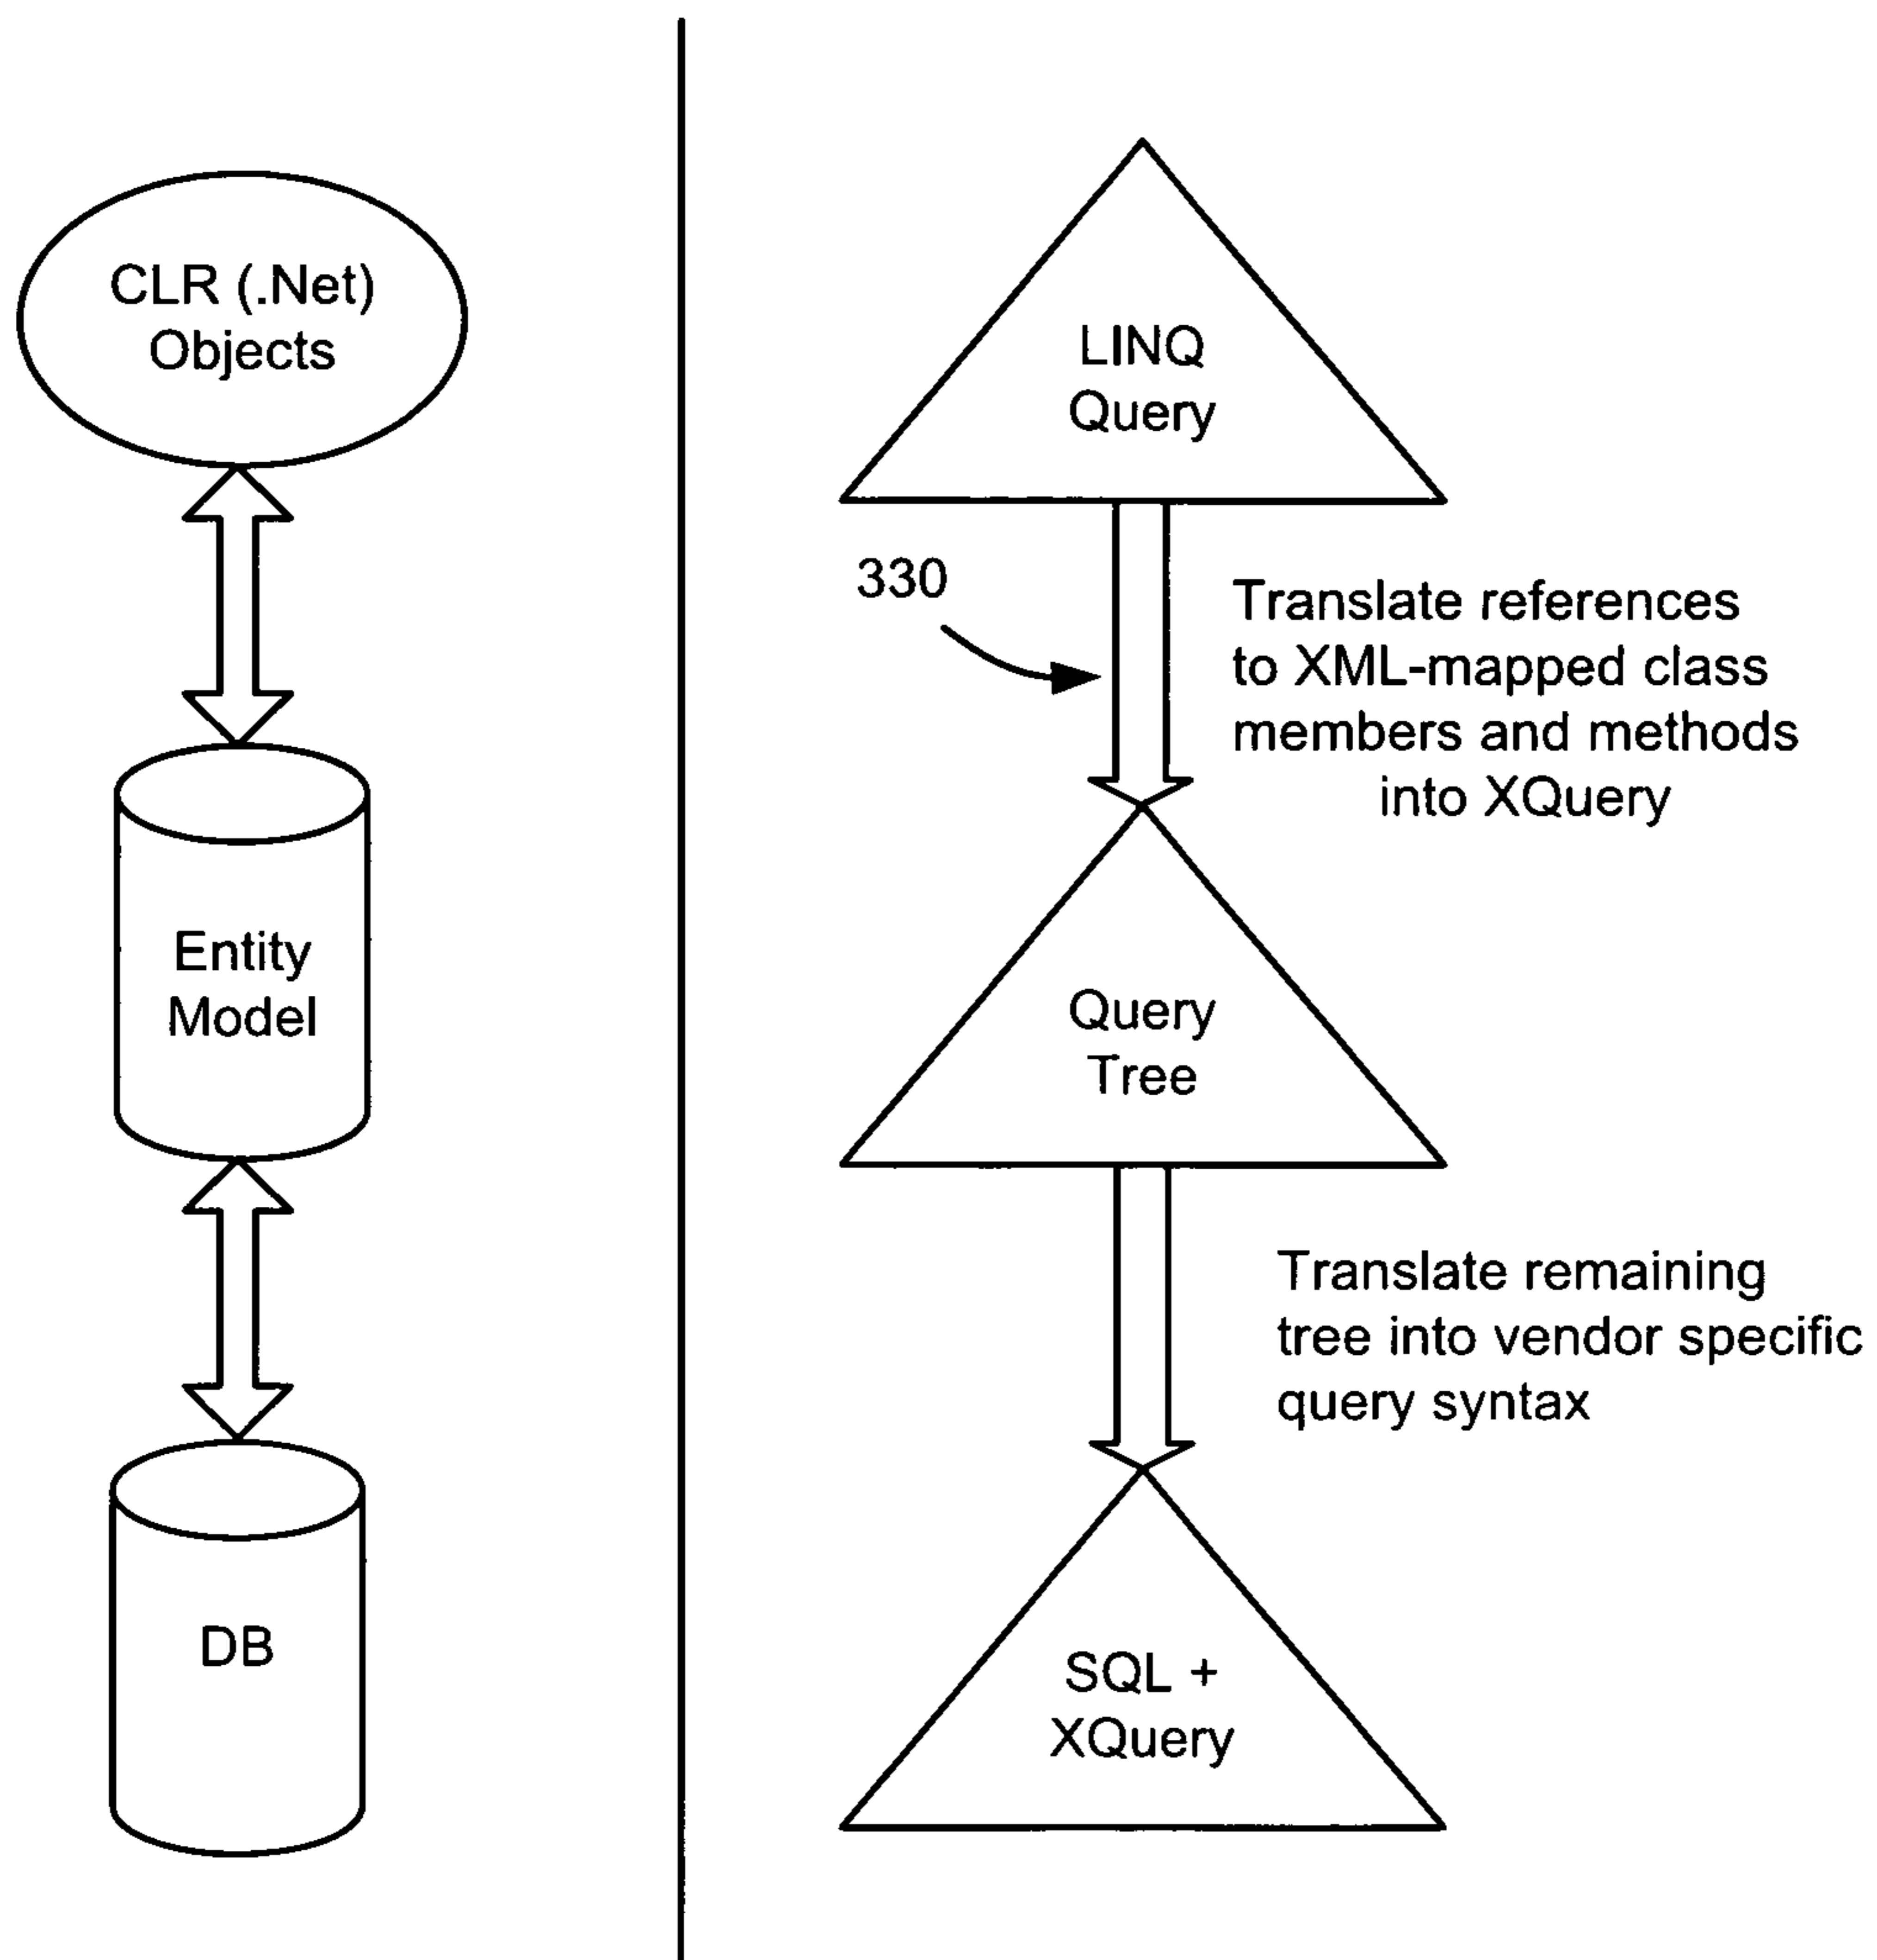 CLR (.Net)
Objects
Entity
Model
DB
LINQ
Query
330
Translate references
to XML-mapped class
members and methods
into XQuery
Query
Tree
Translate remaining
tree into vendor specific
query syntax
SQL +
XQuery